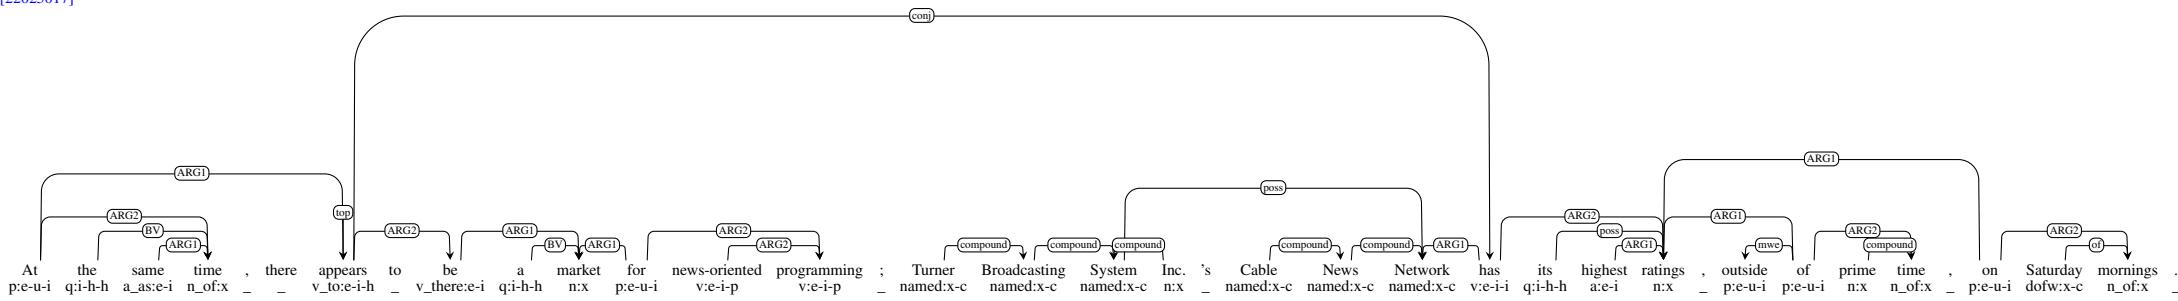 [22025017]
conj
ARG1
ARG1
poss
top
ARG2 ARG2 ARG1
BV ARG2 ARG1 ARG2 poss ARG2 ARG2
ARG1 BV ARG1 ARG2 compound compound compound compound compound ARG1 ARG1 mwe compound of
At the same time , there appears to be a market for news-oriented programming ; Turner Broadcasting System Inc. 's Cable News Network has its highest ratings , outside of prime time , on Saturday mornings .
p:e-u-i q:i-h-h a_as:e-i n_of:x _ _ v_to:e-i-h _ v_there:e-i q:i-h-h n:x p:e-u-i v:e-i-p v:e-i-p _ named:x-c named:x-c named:x-c n:x _ named:x-c named:x-c named:x-c v:e-i-i q:i-h-h a:e-i n:x _ p:e-u-i p:e-u-i n:x n_of:x _ p:e-u-i dofw:x-c n_of:x _